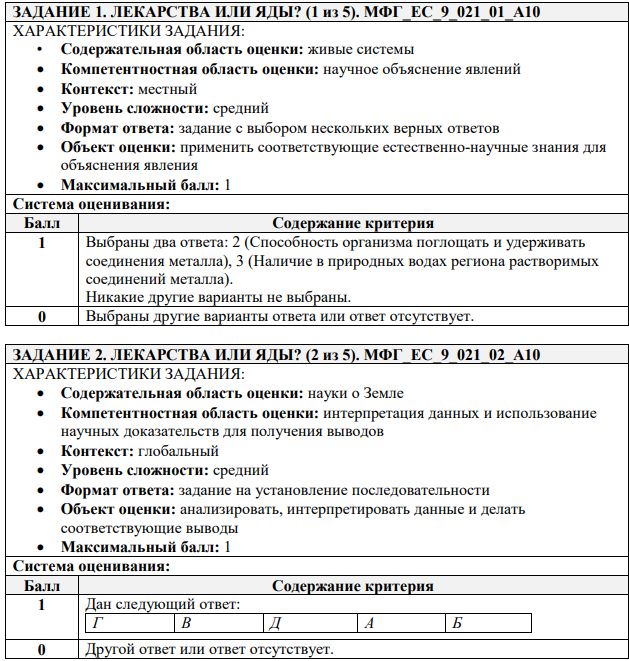 ЗАДАНИЕ 1. ЛЕКАРСТВА ИЛИ ЯДЫ? (1 из 5). МФГ_ЕС_9_021_01_А10
ХАРАКТЕРИСТИКИ ЗАДАНИЯ:
• Содержательная область оценки: живые системы
• Компетентностная область оценки: научное объяснение явлений
• Контекст: местный
• Уровень сложности: средний
• Формат ответа: задание с выбором нескольких верных ответов
• Объект оценки: применить соответствующие естественно-научные знания для
объяснения явления
• Максимальный балл: 1
Система оценивания:
Балл Содержание критерия
1 Выбраны два ответа: 2 (Способность организма поглощать и удерживать
соединения металла), 3 (Наличие в природных водах региона растворимых
соединений металла).
Никакие другие варианты не выбраны.
0 Выбраны другие варианты ответа или ответ отсутствует.
ЗАДАНИЕ 2. ЛЕКАРСТВА ИЛИ ЯДЫ? (2 из 5). МФГ_ЕС_9_021_02_А10
ХАРАКТЕРИСТИКИ ЗАДАНИЯ:
• Содержательная область оценки: науки о Земле
• Компетентностная область оценки: интерпретация данных и использование
научных доказательств для получения выводов
• Контекст: глобальный
• Уровень сложности: средний
• Формат ответа: задание на установление последовательности
• Объект оценки: анализировать, интерпретировать данные и делать
соответствующие выводы
• Максимальный балл: 1
Система оценивания:
Балл Содержание критерия
1 Дан следующий ответ:
Г В Д А Б
0 Другой ответ или ответ отсутствует.